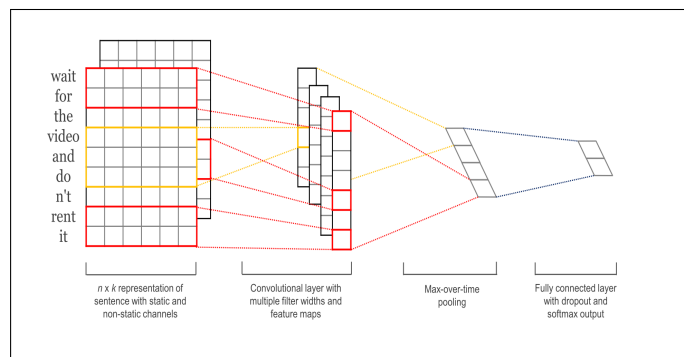 wait
for
the
video
and
do
n't
rent
it
n x k representation of
sentence with static and
non-static channels
Convolutional layer with
multiple filter widths and
feature maps
Max-over-time
pooling
Fully connected layer
with dropout and
softmax output